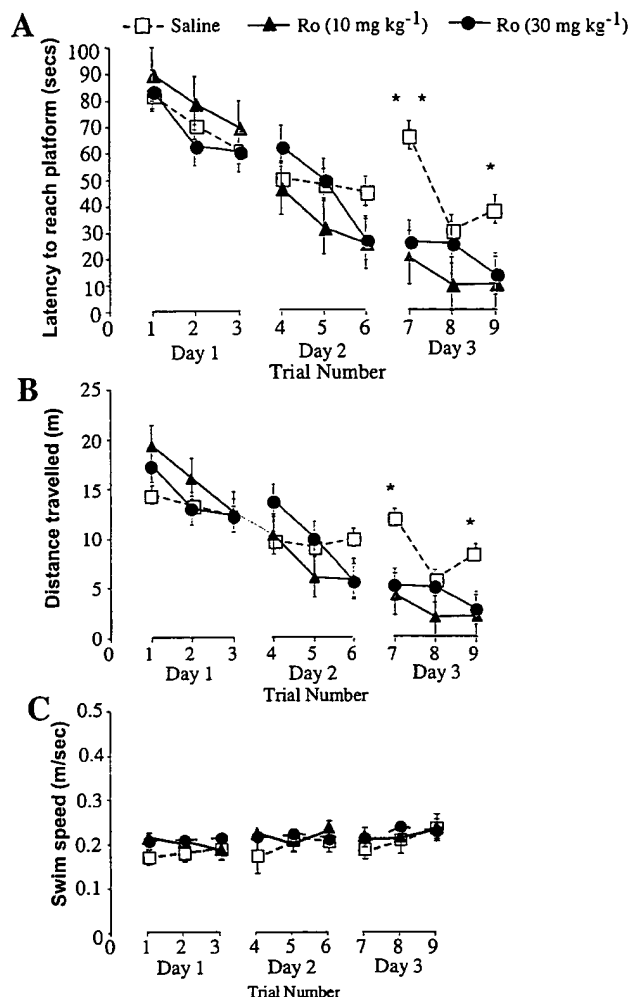 A
Saline Ro (10 mg kg⁻¹) Ro (30 mg kg⁻¹)
Latency to reach platform (secs)
100
90
80
70
60
50
40
30
20
10
0
* *
*
0 1 2 3 4 5 6 7 8 9
Day 1 Day 2 Day 3
Trial Number
B
Distance travelled (m)
25
20
15
10
5
0
*
*
0 1 2 3 4 5 6 7 8 9
Day 1 Day 2 Day 3
Trial Number
C
Swim speed (m/sec)
0.5
0.4
0.3
0.2
0.1
0
0 1 2 3 4 5 6 7 8 9
Day 1 Day 2 Day 3
Trial Number